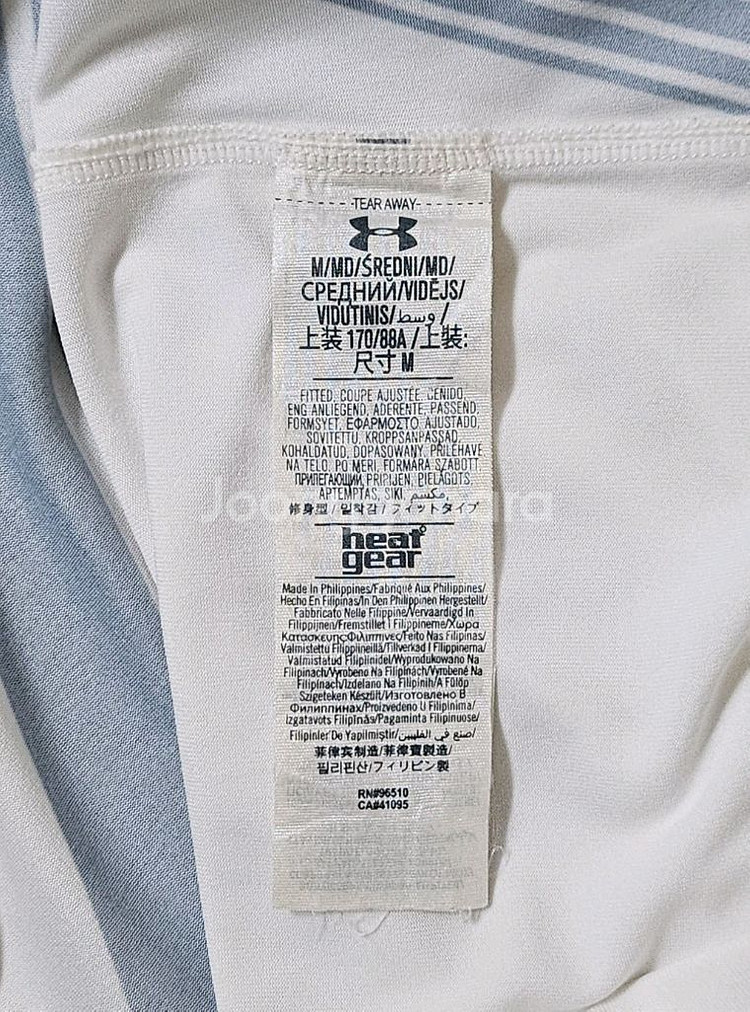 -TEAR AWAY-
M/MD/ŚREDNI/MD/
СРЕДНИЙ/VIDĒJS/
VIDUTINIS/وسط/
上装 170/88A /上装:
尺寸 M
FITTED, COUPE AJUSTÉE, CEÑIDO,
ENG ANLIEGEND, ADERENTE, PASSEND,
FORMSYET, ΕΦΑΡΜΟΣΤΟ, AJUSTADO,
SOVITETTU, KROPPSANPASSAD,
KOHALDATUD, DOPASOWANY, PŘILÉHAVÉ
NA TELO, PO MERI, FORMÁRA SZABOTT,
ПРИЛЕГАЮЩИЙ, PRIPIJEN, PIELĀGOTS,
APTEMPTAS, SIKI, مكسم,
修身型 / 밀착감 / フィットタイプ
heat
gear
Made In Philippines/Fabriqué Aux Philippines/
Hecho En Filipinas/In Den Philippinen Hergestellt/
Fabbricato Nelle Filippine/Vervaardigd In
Filippijnen/Fremstillet I Filippinerne/Χώρα
Κατασκευης Φιλιππινες/Feito Nas Filipinas/
Valmistettu Filippiineillä/Tillverkad I Filippinerna/
Valmistatud Filipiinidel/Wyprodukowano Na
Filipinach/Vyrobeno Na Filipínách/Vyrobené Na
Filipínach/Izdelano Na Filipinih/A Fülöp
Szigeteken Készült/Изготовлено В
Филиппинах/Proizvedeno U Filipinima/
Izgatavots Filipīnās/Pagaminta Filipinuose/
Filipinler'De Yapilmiştir/صنع في الفلبين/
菲律宾制造/菲律賓製造/
필리핀산/フィリピン製
RN#96510
CA#41095